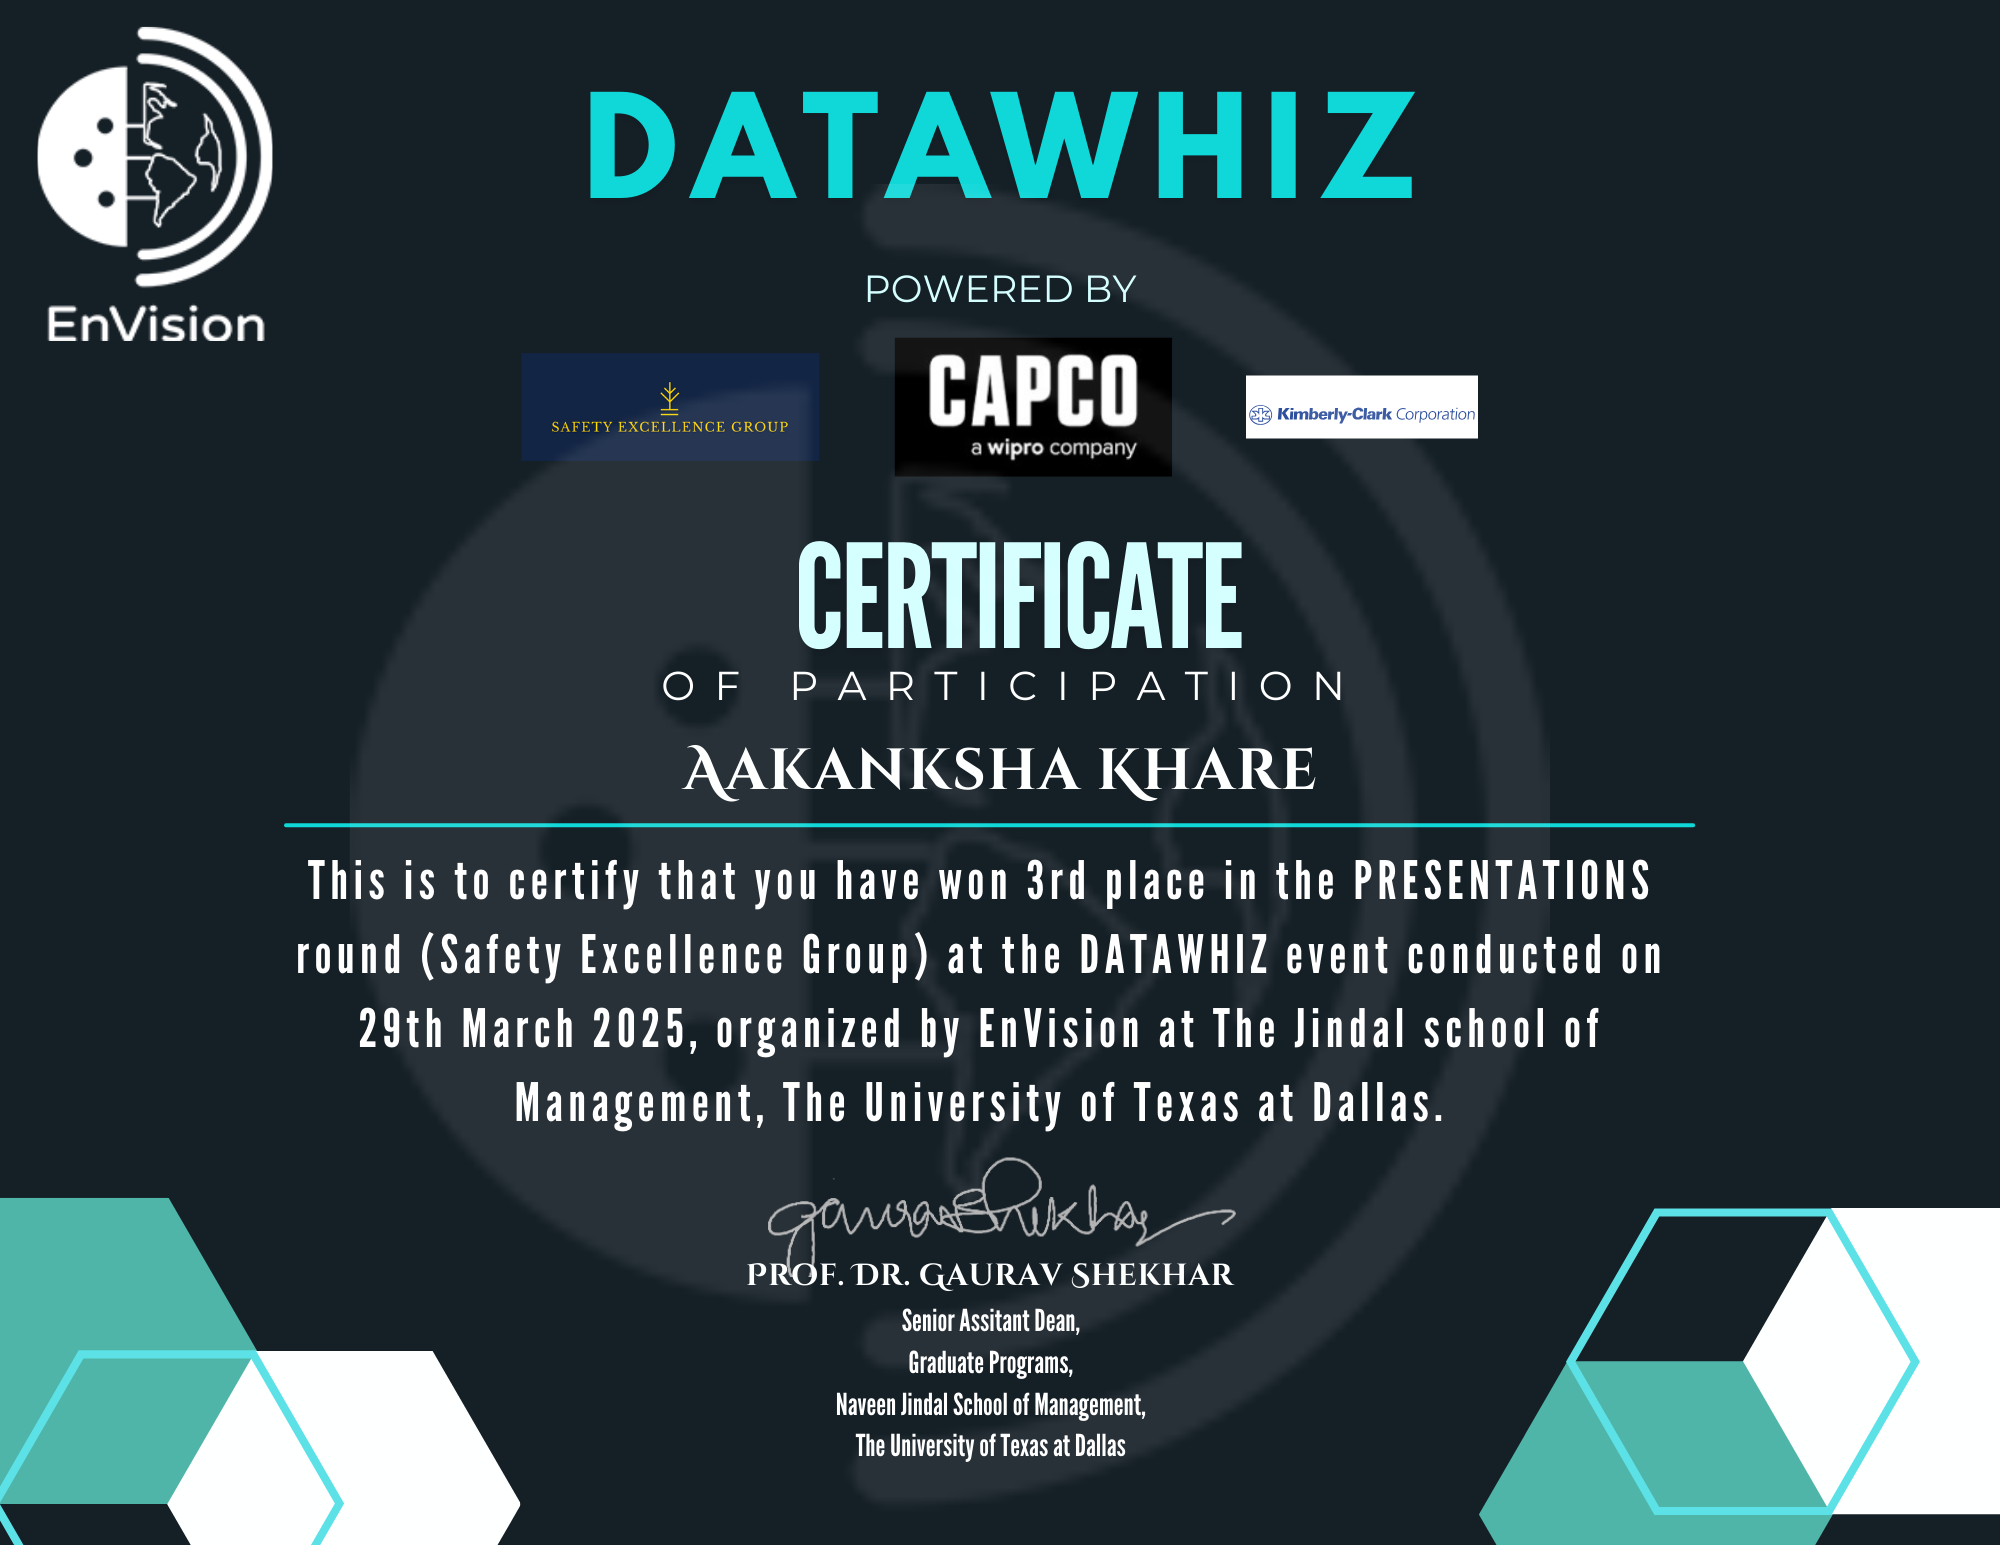 EnVision
DATAWHIZ
POWERED BY
SAFETY EXCELLENCE GROUP
CAPCO
a wipro company
Kimberly-Clark Corporation
CERTIFICATE
OF PARTICIPATION
Aakanksha Khare
This is to certify that you have won 3rd place in the PRESENTATIONS
round (Safety Excellence Group) at the DATAWHIZ event conducted on
29th March 2025, organized by EnVision at The Jindal school of
Management, The University of Texas at Dallas.
Gaurav Shekhar
Prof. Dr. Gaurav Shekhar
Senior Assitant Dean,
Graduate Programs,
Naveen Jindal School of Management,
The University of Texas at Dallas